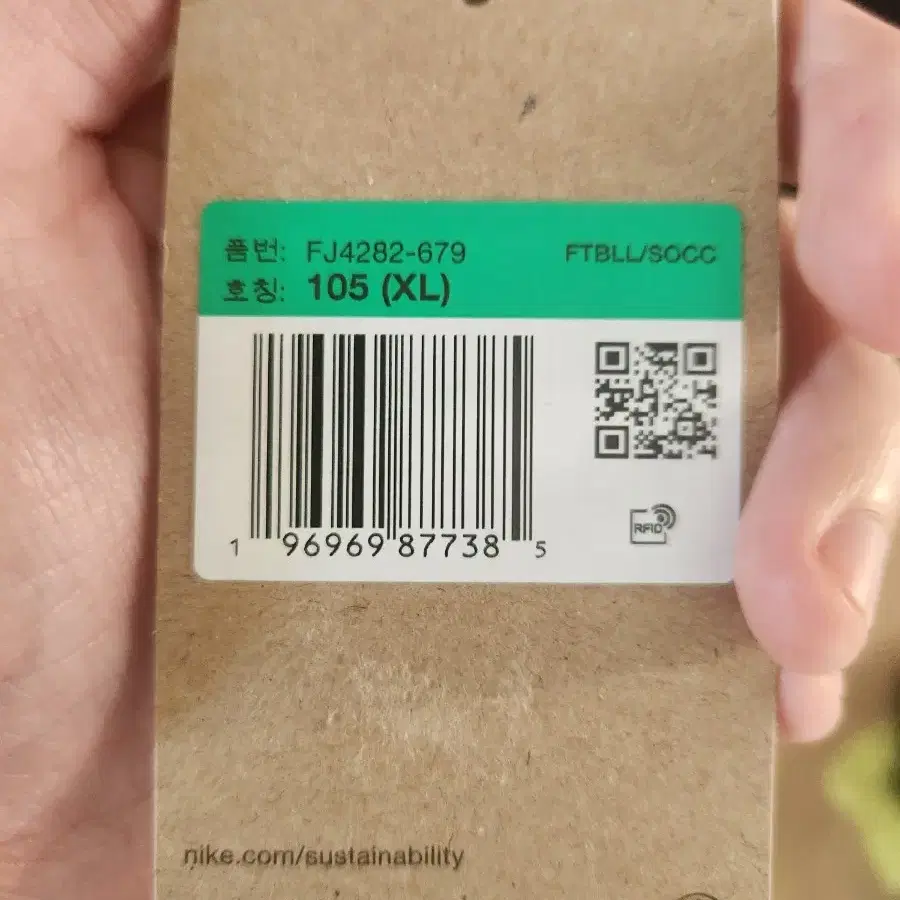 품번: FJ4282-679 FTBLL/SOCC
호칭: 105 (XL)
1 96969 87738 5
RFID
nike.com/sustainability